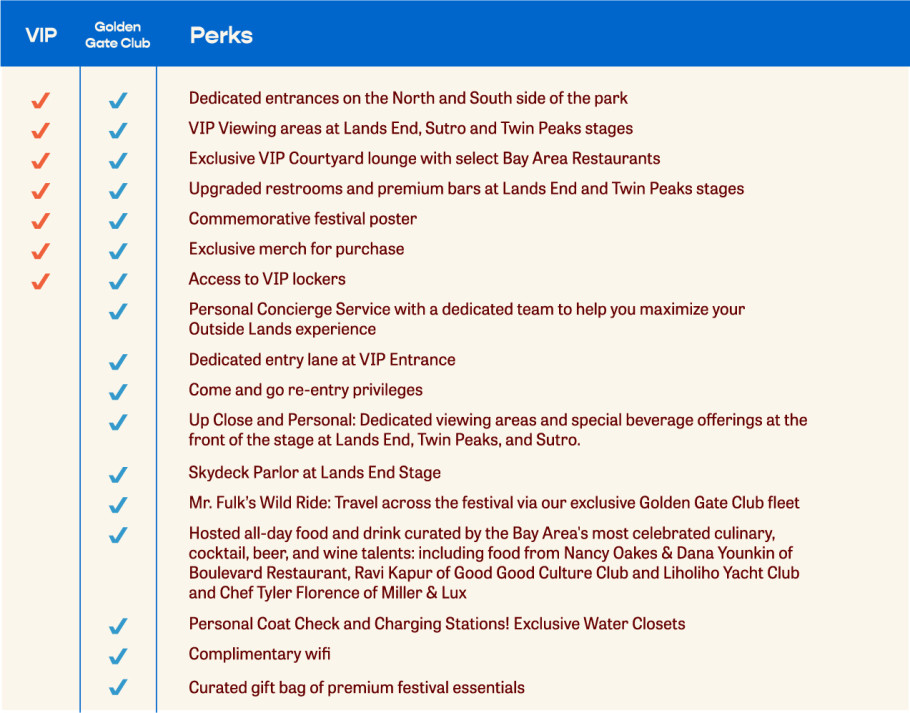 VIP
Golden
Gate Club
Perks
Dedicated entrances on the North and South side of the park
VIP Viewing areas at Lands End, Sutro and Twin Peaks stages
Exclusive VIP Courtyard lounge with select Bay Area Restaurants
Upgraded restrooms and premium bars at Lands End and Twin Peaks stages
Commemorative festival poster
Exclusive merch for purchase
Access to VIP lockers
Personal Concierge Service with a dedicated team to help you maximize your
Outside Lands experience
Dedicated entry lane at VIP Entrance
Come and go re-entry privileges
Up Close and Personal: Dedicated viewing areas and special beverage offerings at the
front of the stage at Lands End, Twin Peaks, and Sutro.
Skydeck Parlor at Lands End Stage
Mr. Fulk's Wild Ride: Travel across the festival via our exclusive Golden Gate Club fleet
Hosted all-day food and drink curated by the Bay Area's most celebrated culinary,
cocktail, beer, and wine talents: including food from Nancy Oakes & Dana Younkin of
Boulevard Restaurant, Ravi Kapur of Good Good Culture Club and Liholiho Yacht Club
and Chef Tyler Florence of Miller & Lux
Personal Coat Check and Charging Stations! Exclusive Water Closets
Complimentary wifi
Curated gift bag of premium festival essentials